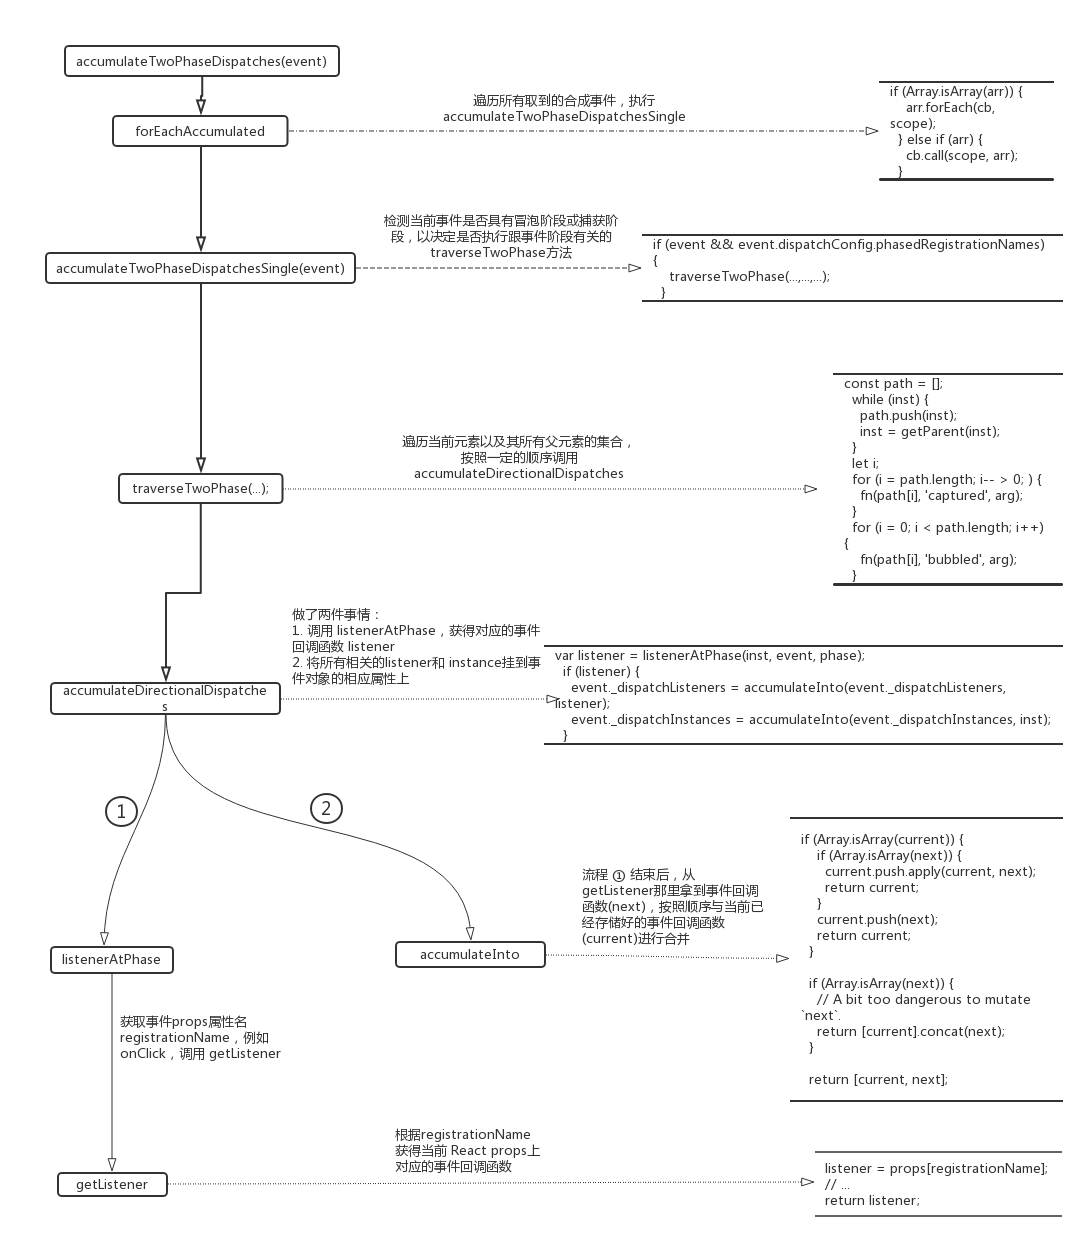 accumulateTwoPhaseDispatches(event)
forEachAccumulated
遍历所有取到的合成事件，执行
accumulateTwoPhaseDispatchesSingle
if (Array.isArray(arr)) {
arr.forEach(cb,
scope);
} else if (arr) {
cb.call(scope, arr);
}
accumulateTwoPhaseDispatchesSingle(event)
检测当前事件是否具有冒泡阶段或捕获阶
段，以决定是否执行跟事件阶段有关的
traverseTwoPhase方法
if (event && event.dispatchConfig.phasedRegistrationNames)
{
traverseTwoPhase(...,...,...);
}
traverseTwoPhase(...);
遍历当前元素以及其所有父元素的集合，
按照一定的顺序调用
accumulateDirectionalDispatches
const path = [];
while (inst) {
path.push(inst);
inst = getParent(inst);
}
let i;
for (i = path.length; i-- > 0; ) {
fn(path[i], 'captured', arg);
}
for (i = 0; i < path.length; i++)
{
fn(path[i], 'bubbled', arg);
}
accumulateDirectionalDispatche
s
做了两件事情：
1. 调用 listenerAtPhase，获得对应的事件
回调函数 listener
2. 将所有相关的listener和 instance挂到事
件对象的相应属性上
var listener = listenerAtPhase(inst, event, phase);
if (listener) {
event._dispatchListeners = accumulateInto(event._dispatchListeners,
listener);
event._dispatchInstances = accumulateInto(event._dispatchInstances, inst);
}
1
2
listenerAtPhase
accumulateInto
流程 ① 结束后，从
getListener那里拿到事件回调
函数(next)，按照顺序与当前已
经存储好的事件回调函数
(current)进行合并
if (Array.isArray(current)) {
if (Array.isArray(next)) {
current.push.apply(current, next);
return current;
}
current.push(next);
return current;
}
if (Array.isArray(next)) {
// A bit too dangerous to mutate
`next`.
return [current].concat(next);
}
return [current, next];
获取事件props属性名
registrationName，例如
onClick，调用 getListener
getListener
根据registrationName
获得当前 React props上
对应的事件回调函数
listener = props[registrationName];
// ...
return listener;